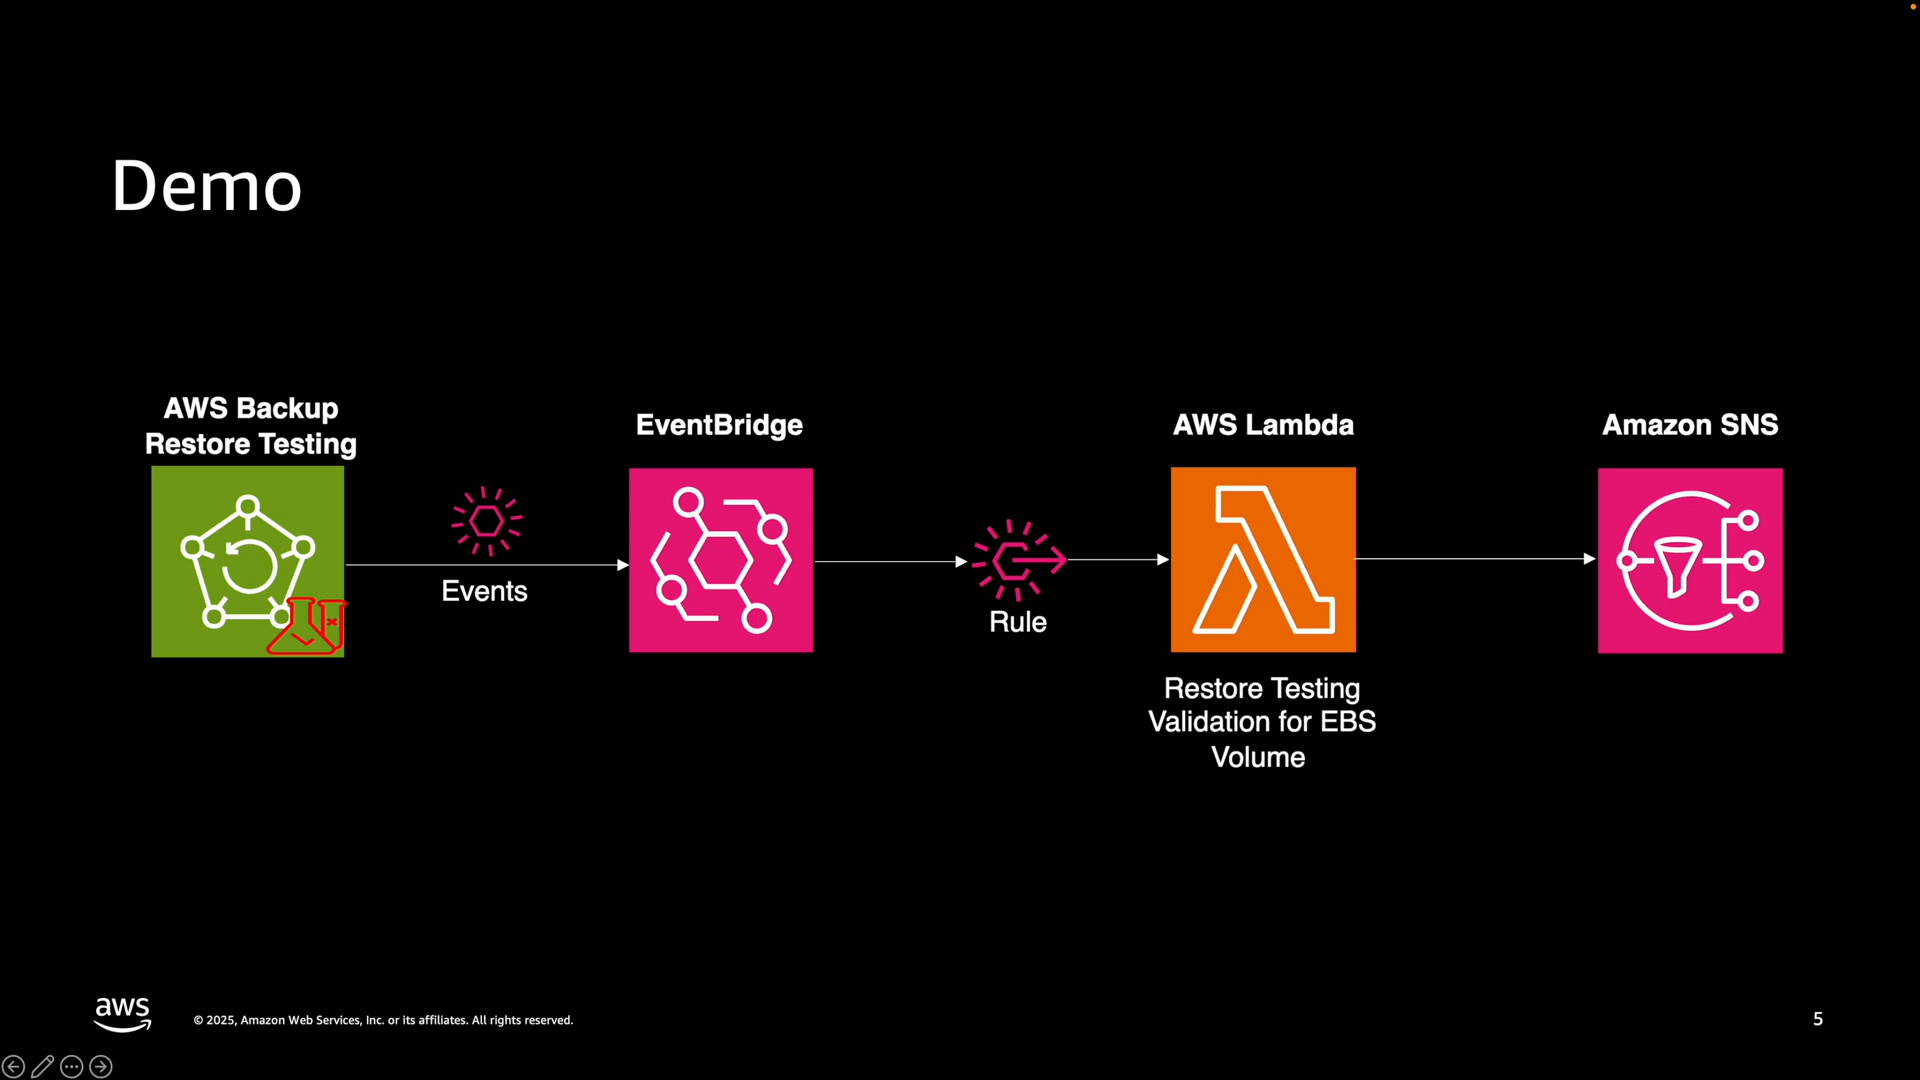 Demo
AWS Backup
Restore Testing
Events
EventBridge
Rule
AWS Lambda
Restore Testing
Validation for EBS
Volume
Amazon SNS
aws
© 2025, Amazon Web Services, Inc. or its affiliates. All rights reserved.
5